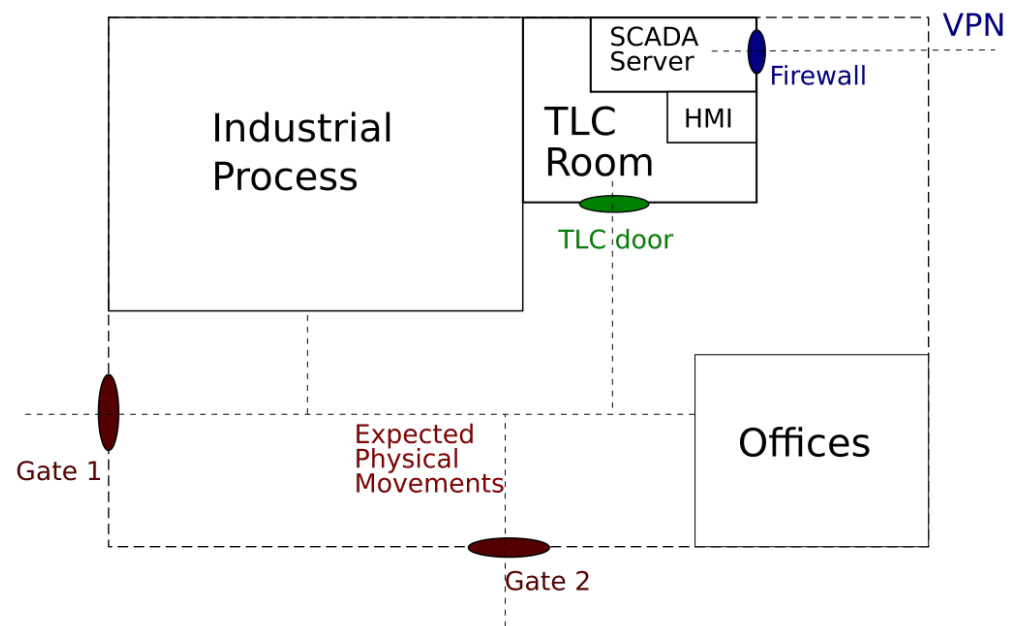 VPN
SCADA
Server
Firewall
Industrial
Process
TLC
Room
HMI
TLC door
Gate 1
Expected
Physical
Movements
Offices
Gate 2